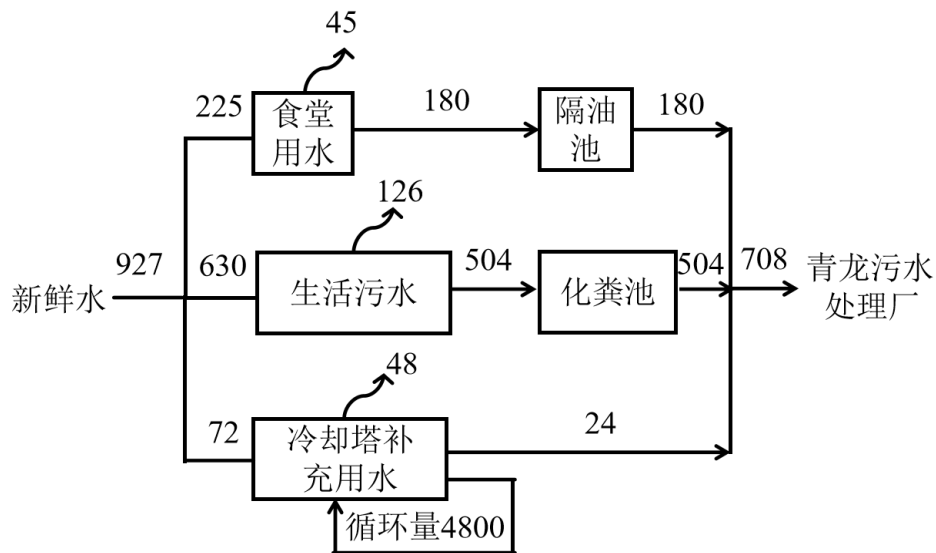 45
225
食堂
用水
180
隔油
池
180
126
新鲜水
927
630
生活污水
504
化粪池
504
708
青龙污水
处理厂
48
72
冷却塔补
充用水
24
循环量4800